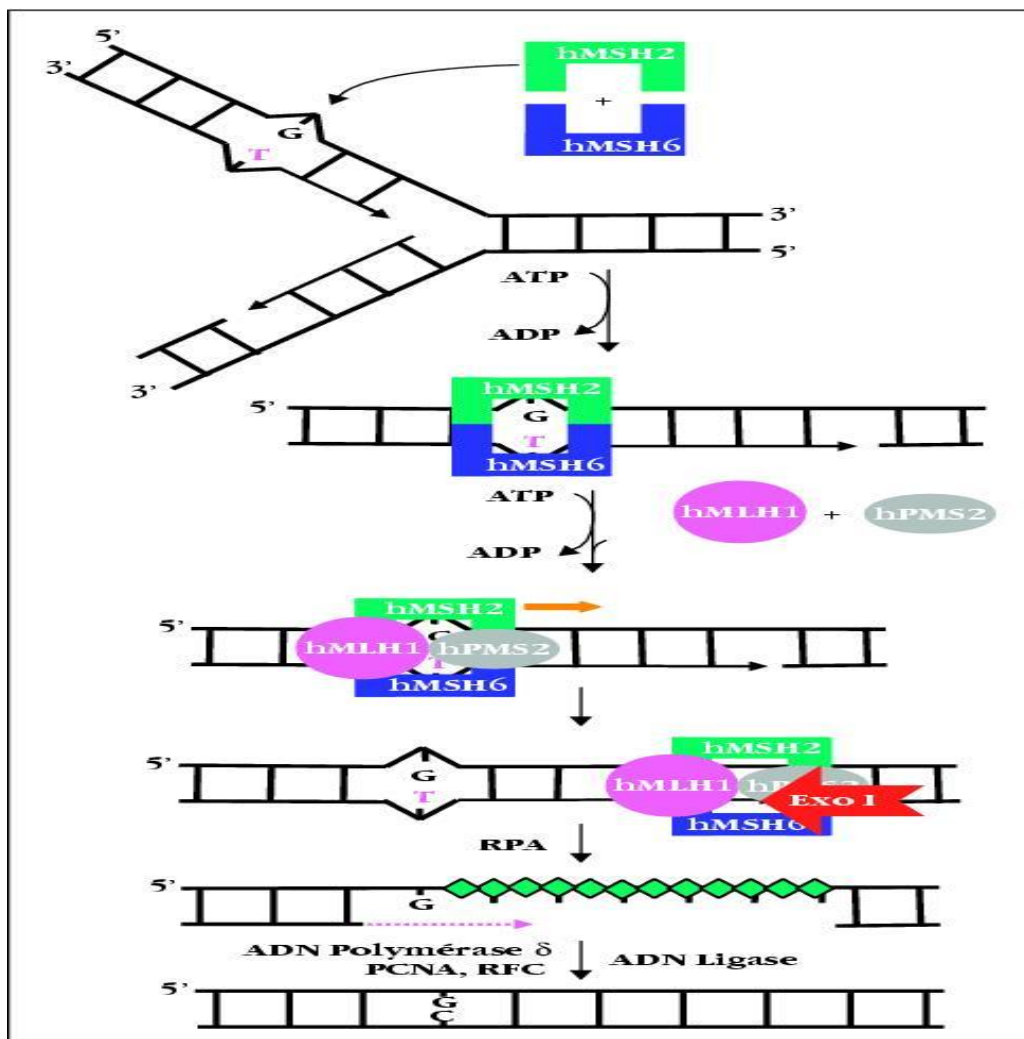 5'
3'
hMSH2
+
hMSH6
G
T
3'
5'
ATP
ADP
3'
5'
hMSH2
G
T
hMSH6
ATP
ADP
hMLH1 + hPMS2
5'
hMSH2
hMLH1
hPMS2
T
hMSH6
5'
G
T
hMSH2
hMLH1
hPMS2
Exo I
hMSH6
RPA
5'
G
ADN Polymérase δ
PCNA, RFC
ADN Ligase
5'
G
C